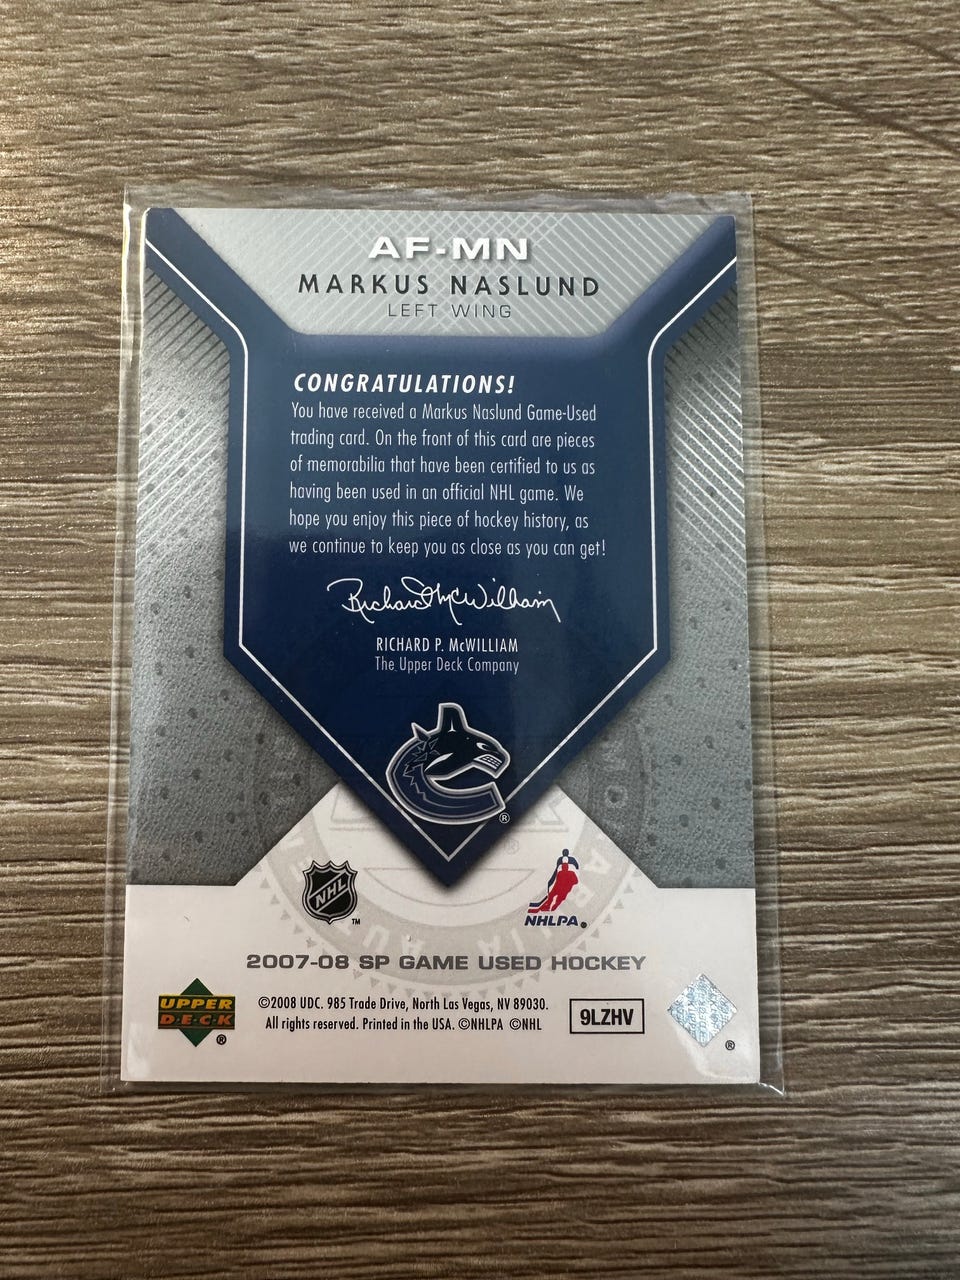 AF-MN
MARKUS NASLUND
LEFT WING
CONGRATULATIONS!
You have received a Markus Naslund Game-Used
trading card. On the front of this card are pieces
of memorabilia that have been certified to us as
having been used in an official NHL game. We
hope you enjoy this piece of hockey history, as
we continue to keep you as close as you can get!
Richard McWilliam
RICHARD P. McWILLIAM
The Upper Deck Company
®
NHL
™
NHLPA®
2007-08 SP GAME USED HOCKEY
UPPER
D·E·C·K
®
©2008 UDC. 985 Trade Drive, North Las Vegas, NV 89030.
All rights reserved. Printed in the USA. ©NHLPA ©NHL
9LZHV
®